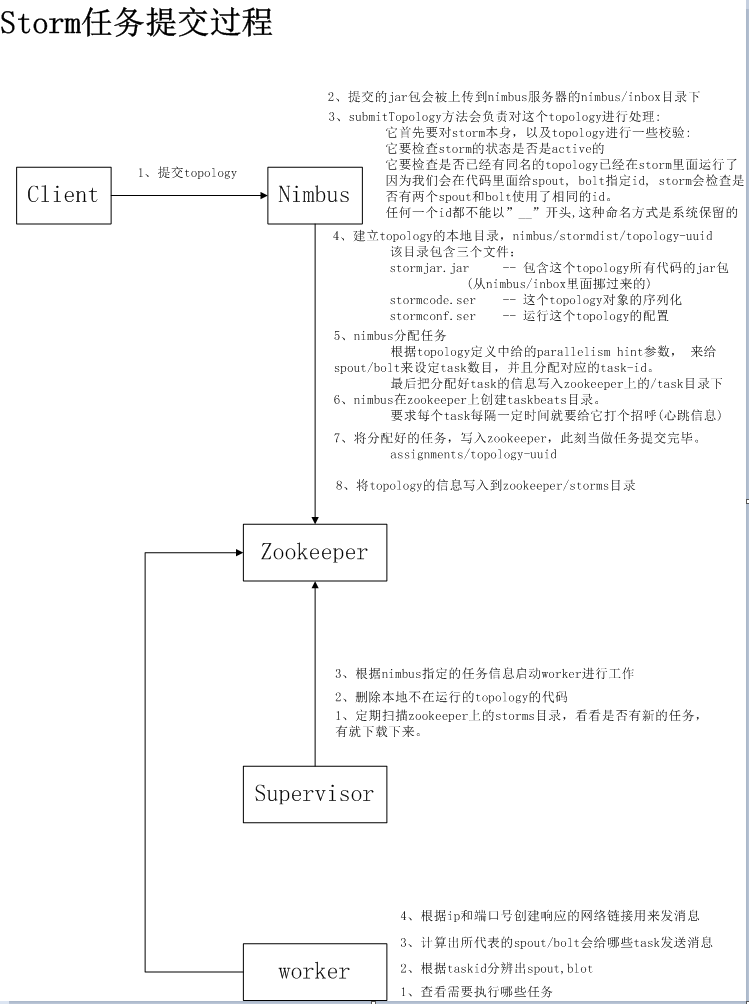 Storm任务提交过程
2、提交的jar包会被上传到nimbus服务器的nimbus/inbox目录下
3、submitTopology方法会负责对这个topology进行处理:
它首先要对storm本身，以及topology进行一些校验:
它要检查storm的状态是否是active的
它要检查是否已经有同名的topology已经在storm里面运行了
因为我们会在代码里面给spout, bolt指定id, storm会检查是
否有两个spout和bolt使用了相同的id。
任何一个id都不能以”__”开头,这种命名方式是系统保留的
1、提交topology
Client
Nimbus
4、建立topology的本地目录，nimbus/stormdist/topology-uuid
该目录包含三个文件：
stormjar.jar -- 包含这个topology所有代码的jar包
(从nimbus/inbox里面挪过来的)
stormcode.ser -- 这个topology对象的序列化
stormconf.ser -- 运行这个topology的配置
5、nimbus分配任务
根据topology定义中给的parallelism hint参数， 来给
spout/bolt来设定task数目，并且分配对应的task-id。
最后把分配好task的信息写入zookeeper上的/task目录下
6、nimbus在zookeeper上创建taskbeats目录。
要求每个task每隔一定时间就要给它打个招呼(心跳信息)
7、将分配好的任务，写入zookeeper，此刻当做任务提交完毕。
assignments/topology-uuid
8、将topology的信息写入到zookeeper/storms目录
Zookeeper
3、根据nimbus指定的任务信息启动worker进行工作
2、删除本地不在运行的topology的代码
1、定期扫描zookeeper上的storms目录，看看是否有新的任务，
有就下载下来。
Supervisor
4、根据ip和端口号创建响应的网络链接用来发消息
3、计算出所代表的spout/bolt会给哪些task发送消息
2、根据taskid分辨出spout,blot
1、查看需要执行哪些任务
worker